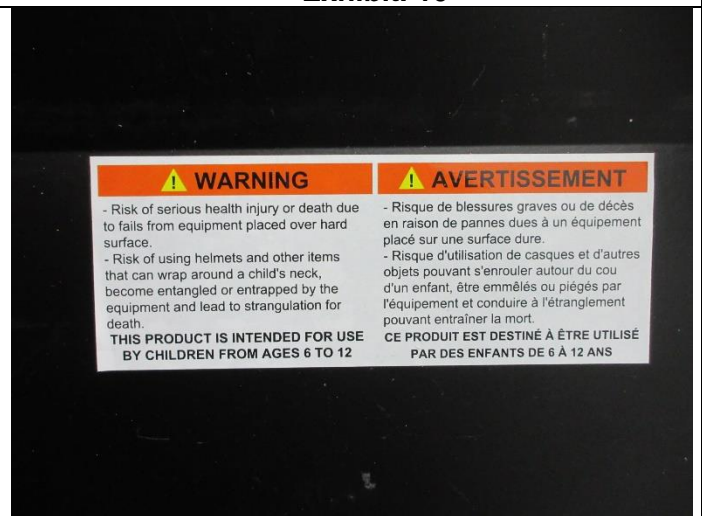 WARNING
- Risk of serious health injury or death due
to fails from equipment placed over hard
surface.
- Risk of using helmets and other items
that can wrap around a child's neck,
become entangled or entrapped by the
equipment and lead to strangulation for
death.
THIS PRODUCT IS INTENDED FOR USE
BY CHILDREN FROM AGES 6 TO 12
AVERTISSEMENT
- Risque de blessures graves ou de décès
en raison de pannes dues à un équipement
placé sur une surface dure.
- Risque d'utilisation de casques et d'autres
objets pouvant s'enrouler autour du cou
d'un enfant, être emmêlés ou piégés par
l'équipement et conduire à l'étranglement
pouvant entraîner la mort.
CE PRODUIT EST DESTINÉ À ÊTRE UTILISÉ
PAR DES ENFANTS DE 6 À 12 ANS